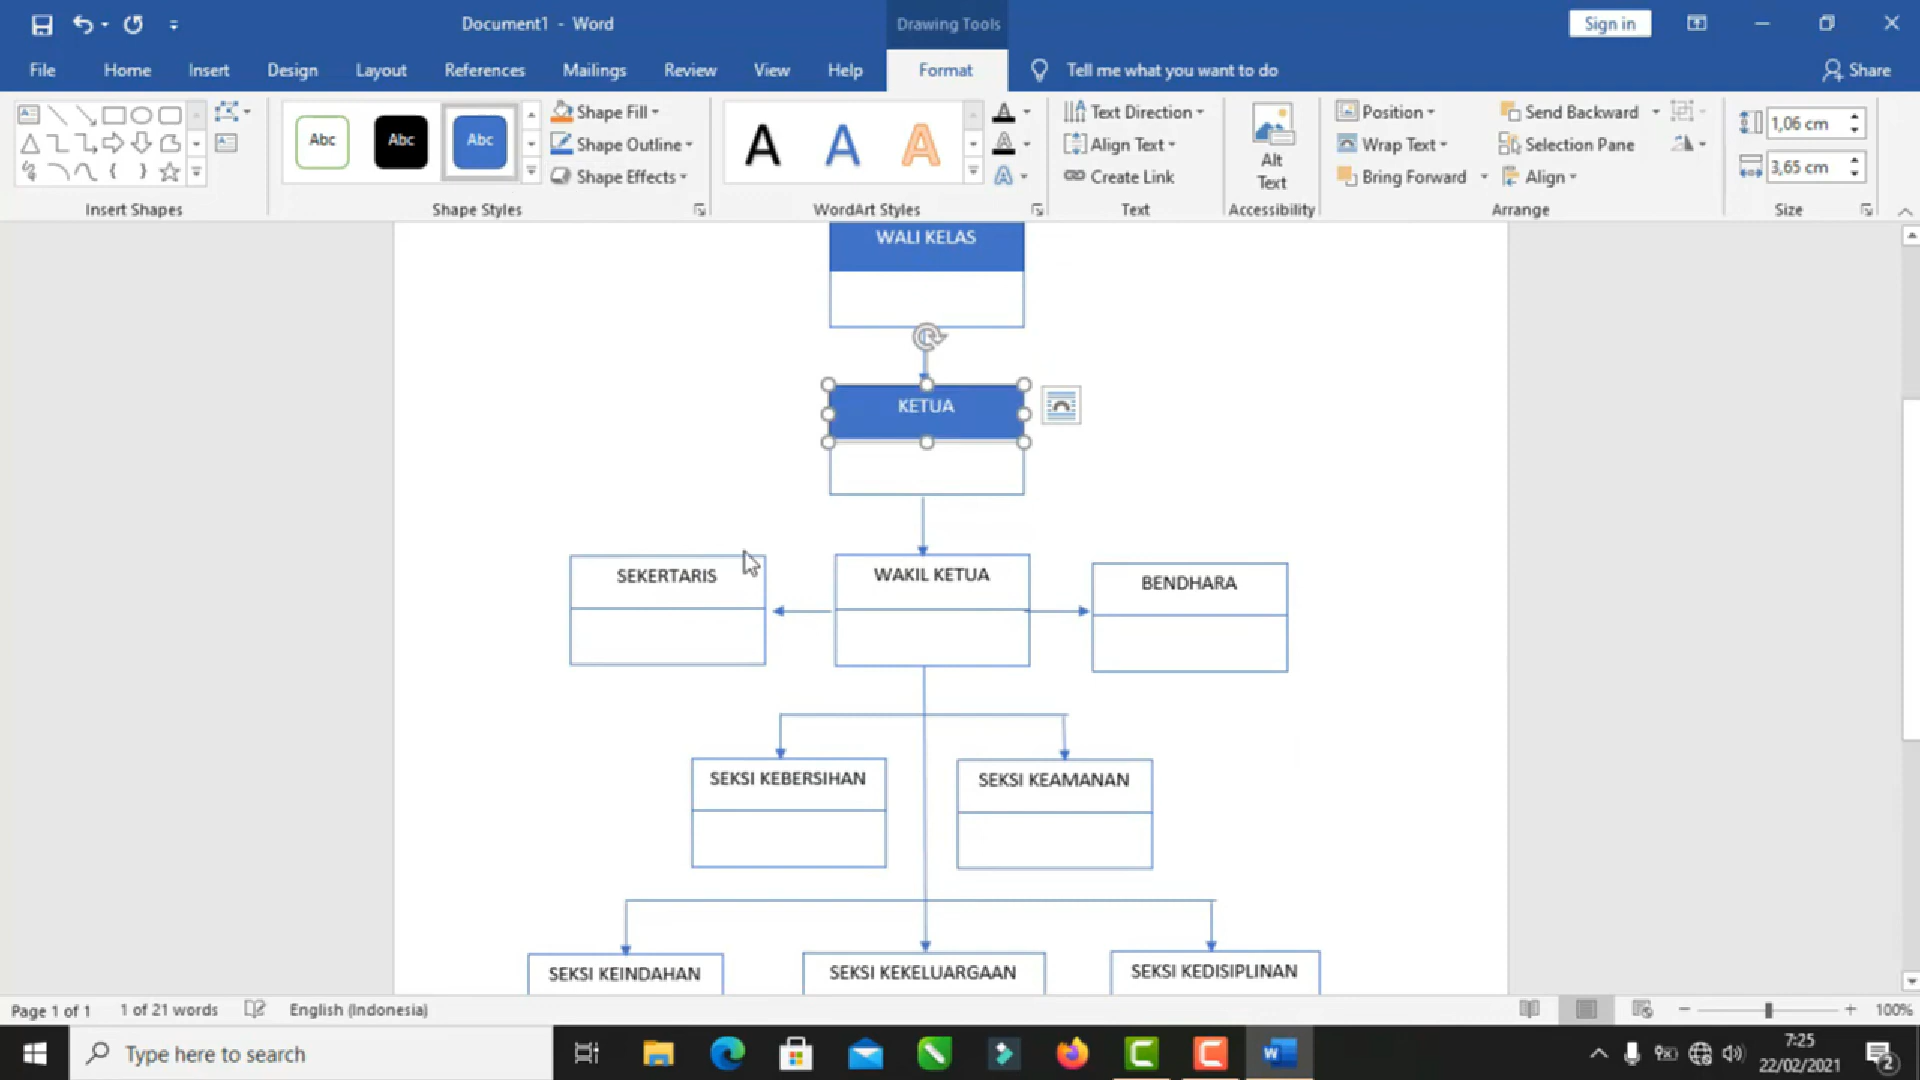 Document1 - Word
Drawing Tools
Sign in
File
Home
Insert
Design
Layout
References
Mailings
Review
View
Help
Format
Tell me what you want to do
Share
Abc
Abc
Abc
Shape Fill
Shape Outline
Shape Effects
A
A
A
A
A
A
Text Direction
Align Text
Create Link
Alt
Text
Position
Wrap Text
Bring Forward
Send Backward
Selection Pane
Align
1,06 cm
3,65 cm
Insert Shapes
Shape Styles
WordArt Styles
Text
Accessibility
Arrange
Size
WALI KELAS
KETUA
SEKERTARIS
WAKIL KETUA
BENDHARA
SEKSI KEBERSIHAN
SEKSI KEAMANAN
SEKSI KEINDAHAN
SEKSI KEKELUARGAAN
SEKSI KEDISIPLINAN
Page 1 of 1
1 of 21 words
English (Indonesia)
100%
Type here to search
7:25
22/02/2021
2